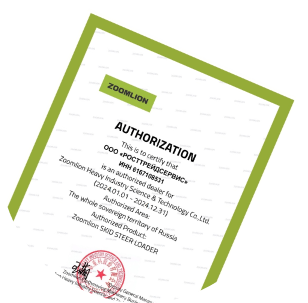 ZOOMLION
AUTHORIZATION
This is to certify that
ООО «РОСТТРЕЙДСЕРВИС»
ИНН 6167108931
is an authorized dealer for
Zoomlion Heavy Industry Science & Technology Co.,Ltd.
(2024.01.01 - 2024.12.31)
Authorized Area:
The whole sovereign territory of Russia
Authorized Product:
Zoomlion SKID STEER LOADER